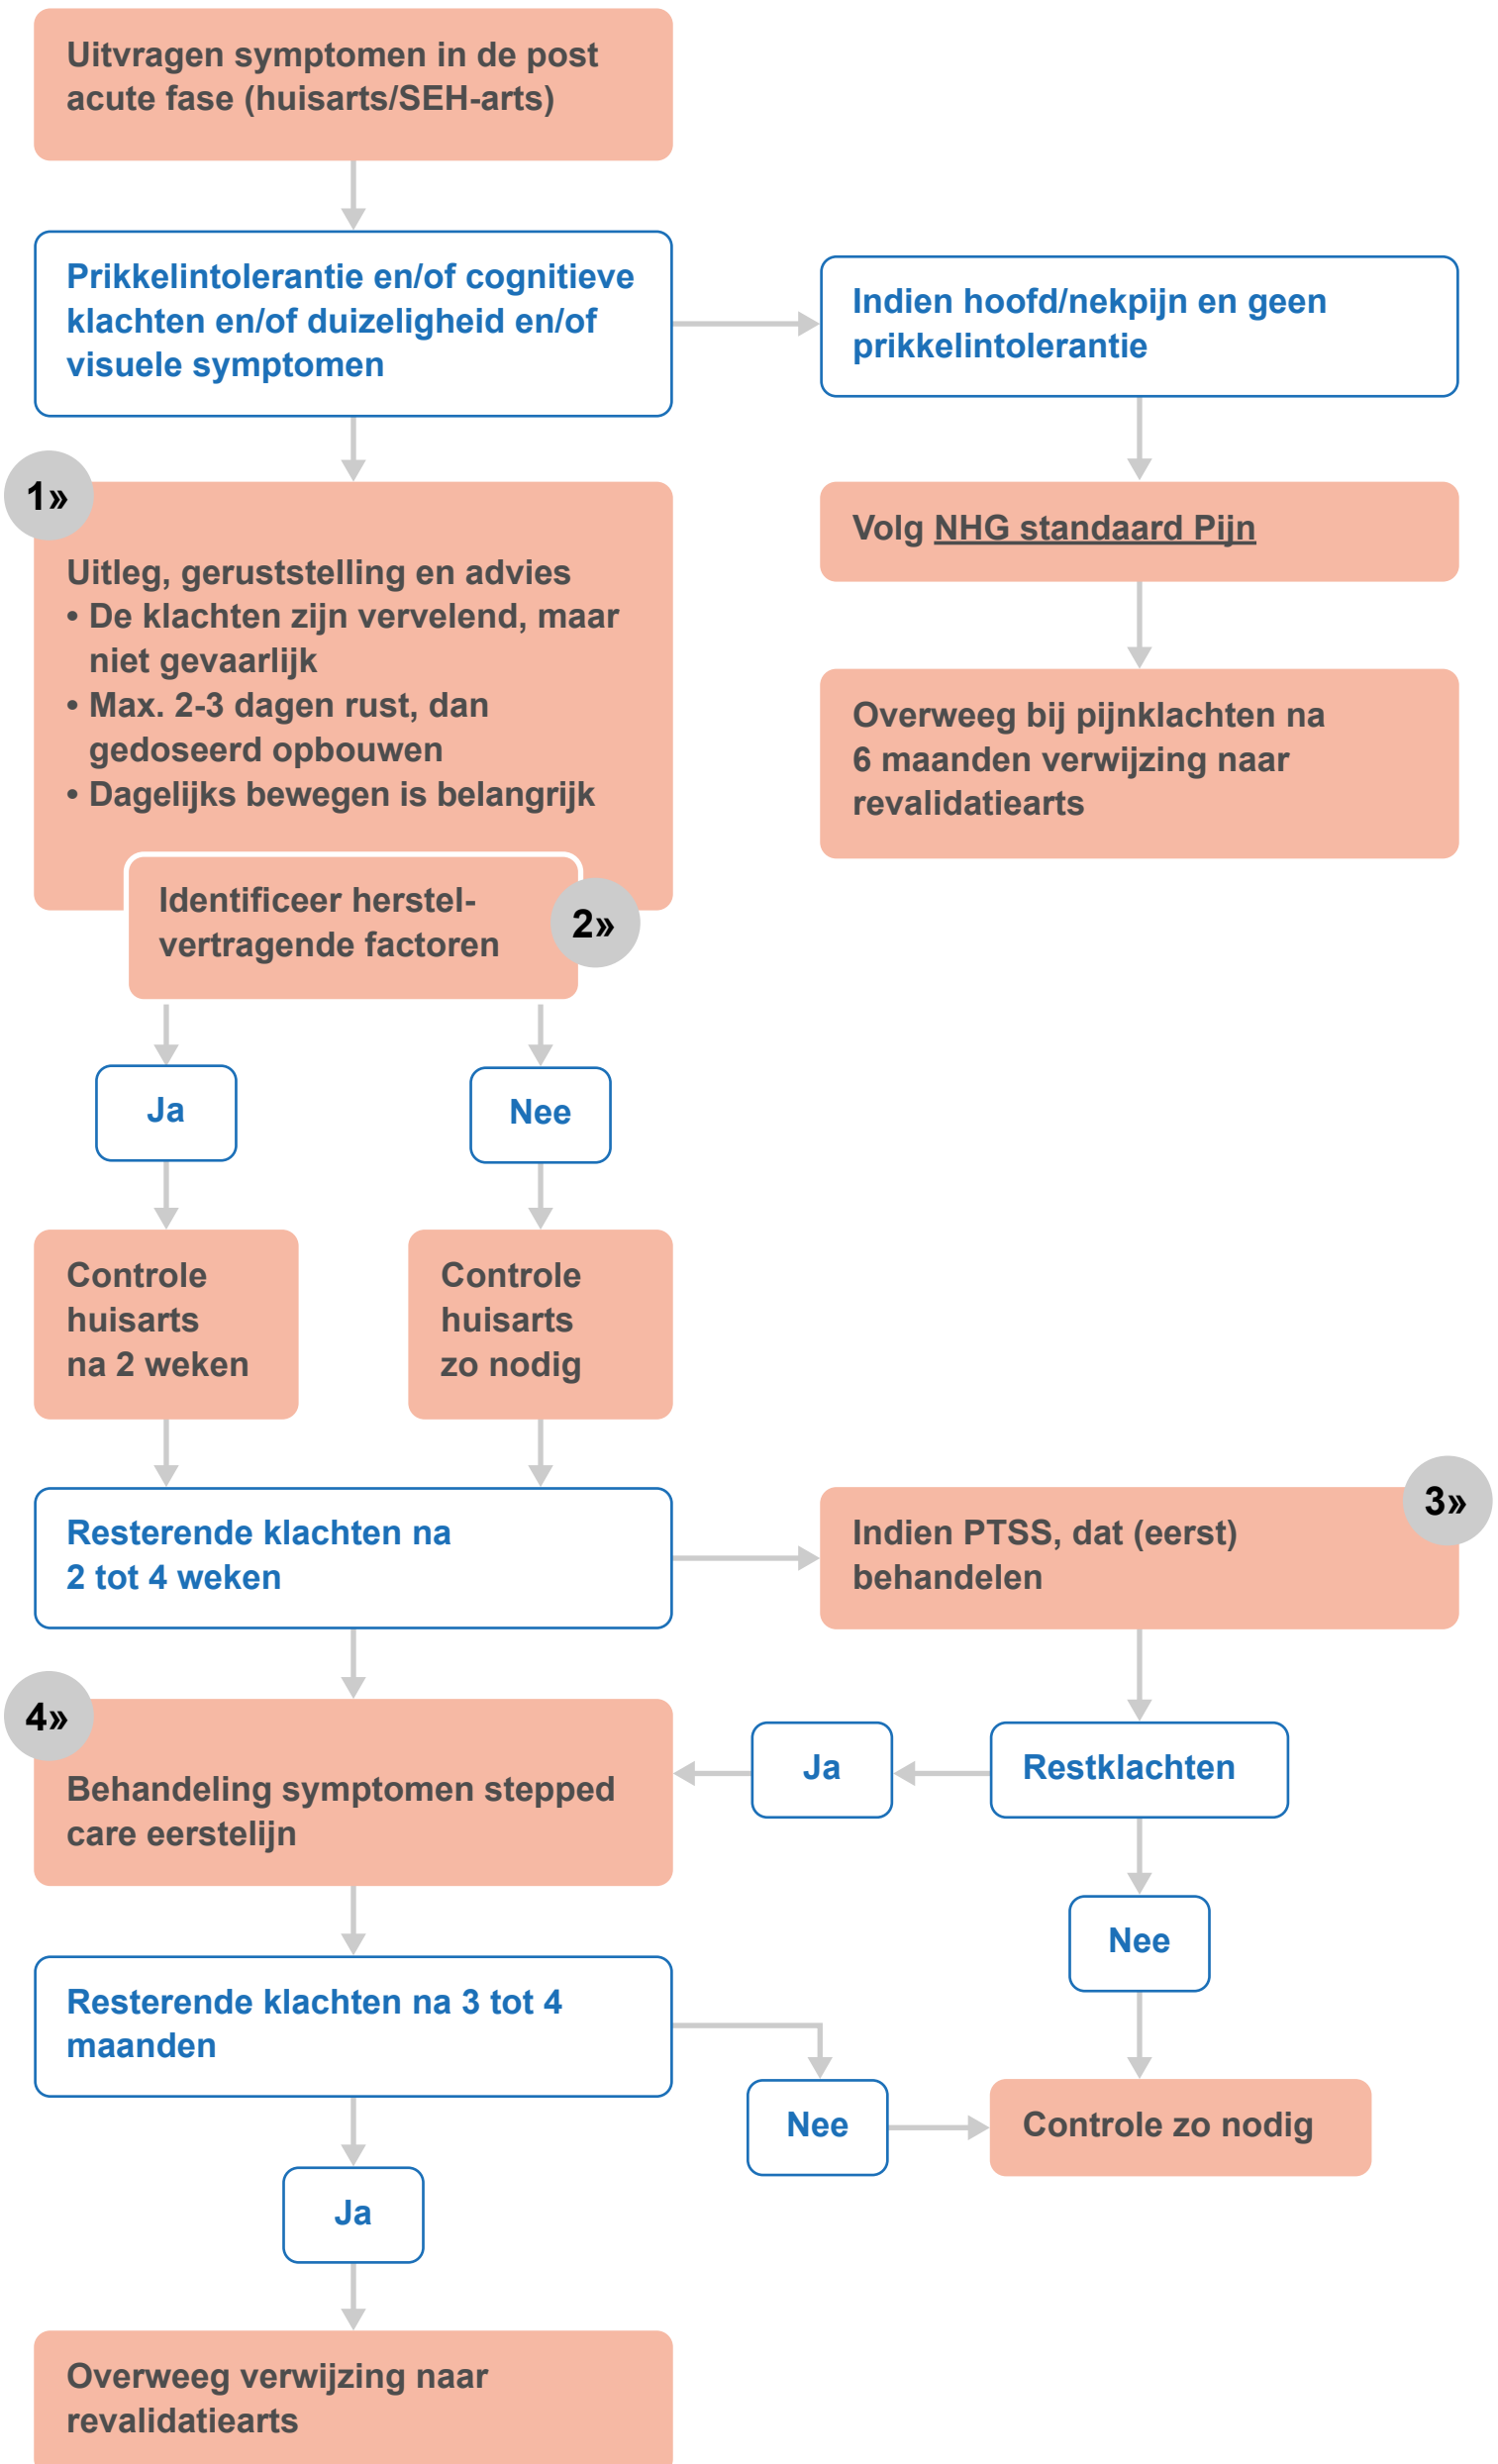 Uitvragen symptomen in de post
acute fase (huisarts/SEH-arts)
Prikkelintolerantie en/of cognitieve
klachten en/of duizeligheid en/of
visuele symptomen
Indien hoofd/nekpijn en geen
prikkelintolerantie
1»
Uitleg, geruststelling en advies
• De klachten zijn vervelend, maar
niet gevaarlijk
• Max. 2-3 dagen rust, dan
gedoseerd opbouwen
• Dagelijks bewegen is belangrijk
Volg NHG standaard Pijn
Overweeg bij pijnklachten na
6 maanden verwijzing naar
revalidatiearts
Identificeer herstel-
vertragende factoren
2»
Ja
Nee
Controle
huisarts
na 2 weken
Controle
huisarts
zo nodig
Resterende klachten na
2 tot 4 weken
3»
Indien PTSS, dat (eerst)
behandelen
4»
Behandeling symptomen stepped
care eerstelijn
Ja
Restklachten
Nee
Resterende klachten na 3 tot 4
maanden
Nee
Controle zo nodig
Ja
Overweeg verwijzing naar
revalidatiearts